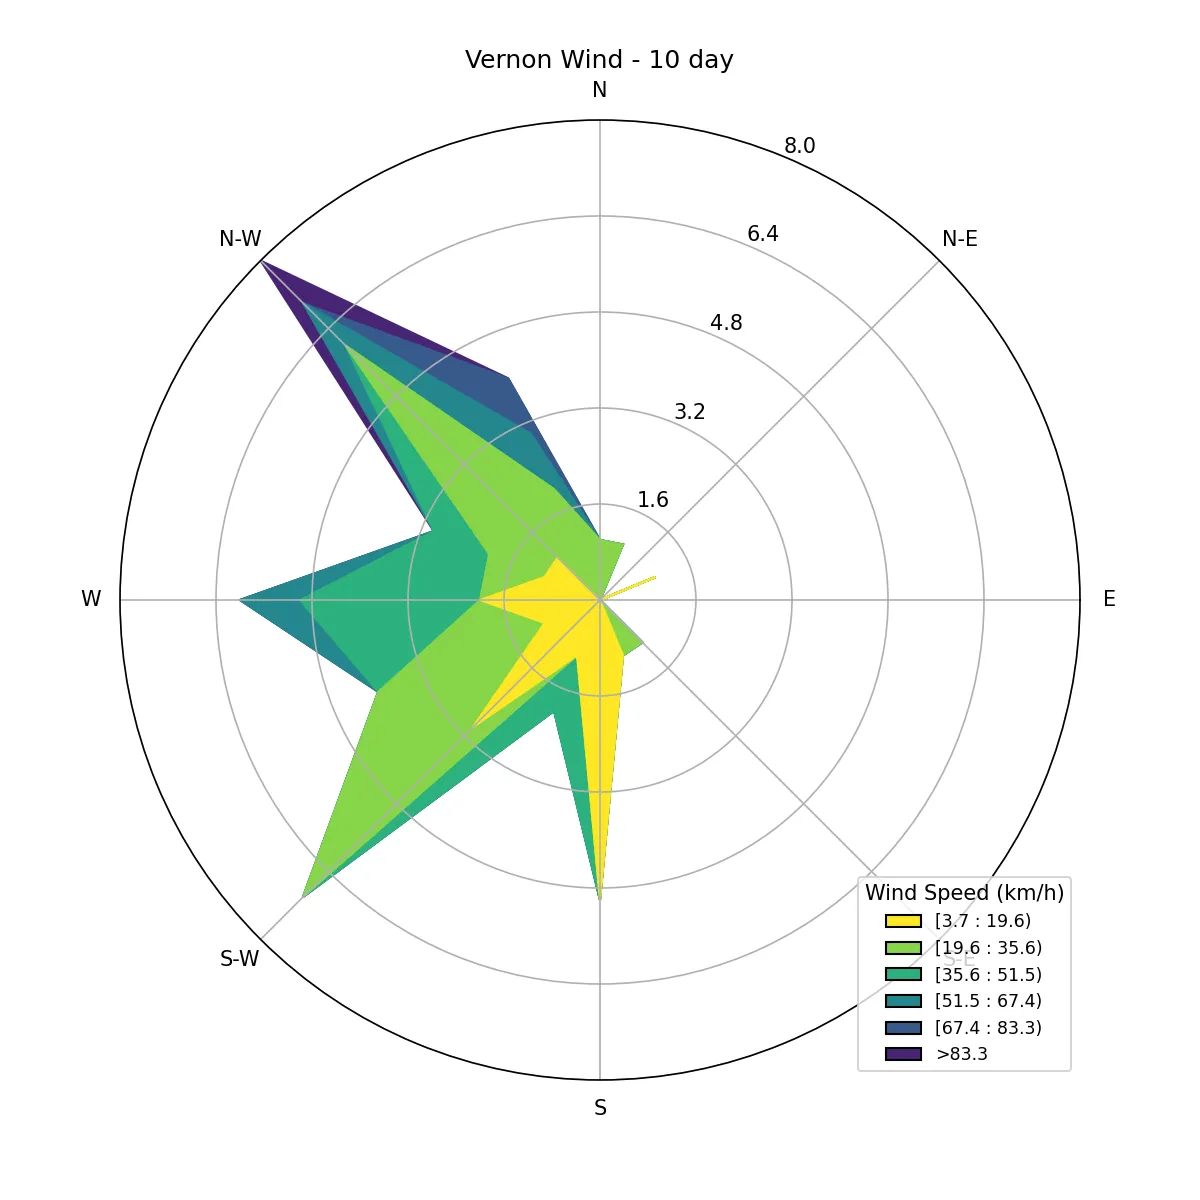 Vernon Wind - 10 day
N
8.0
N-W
6.4
N-E
4.8
3.2
1.6
W
E
S-W
S-E
S
Wind Speed (km/h)
[3.7 : 19.6)
[19.6 : 35.6)
[35.6 : 51.5)
[51.5 : 67.4)
[67.4 : 83.3)
>83.3